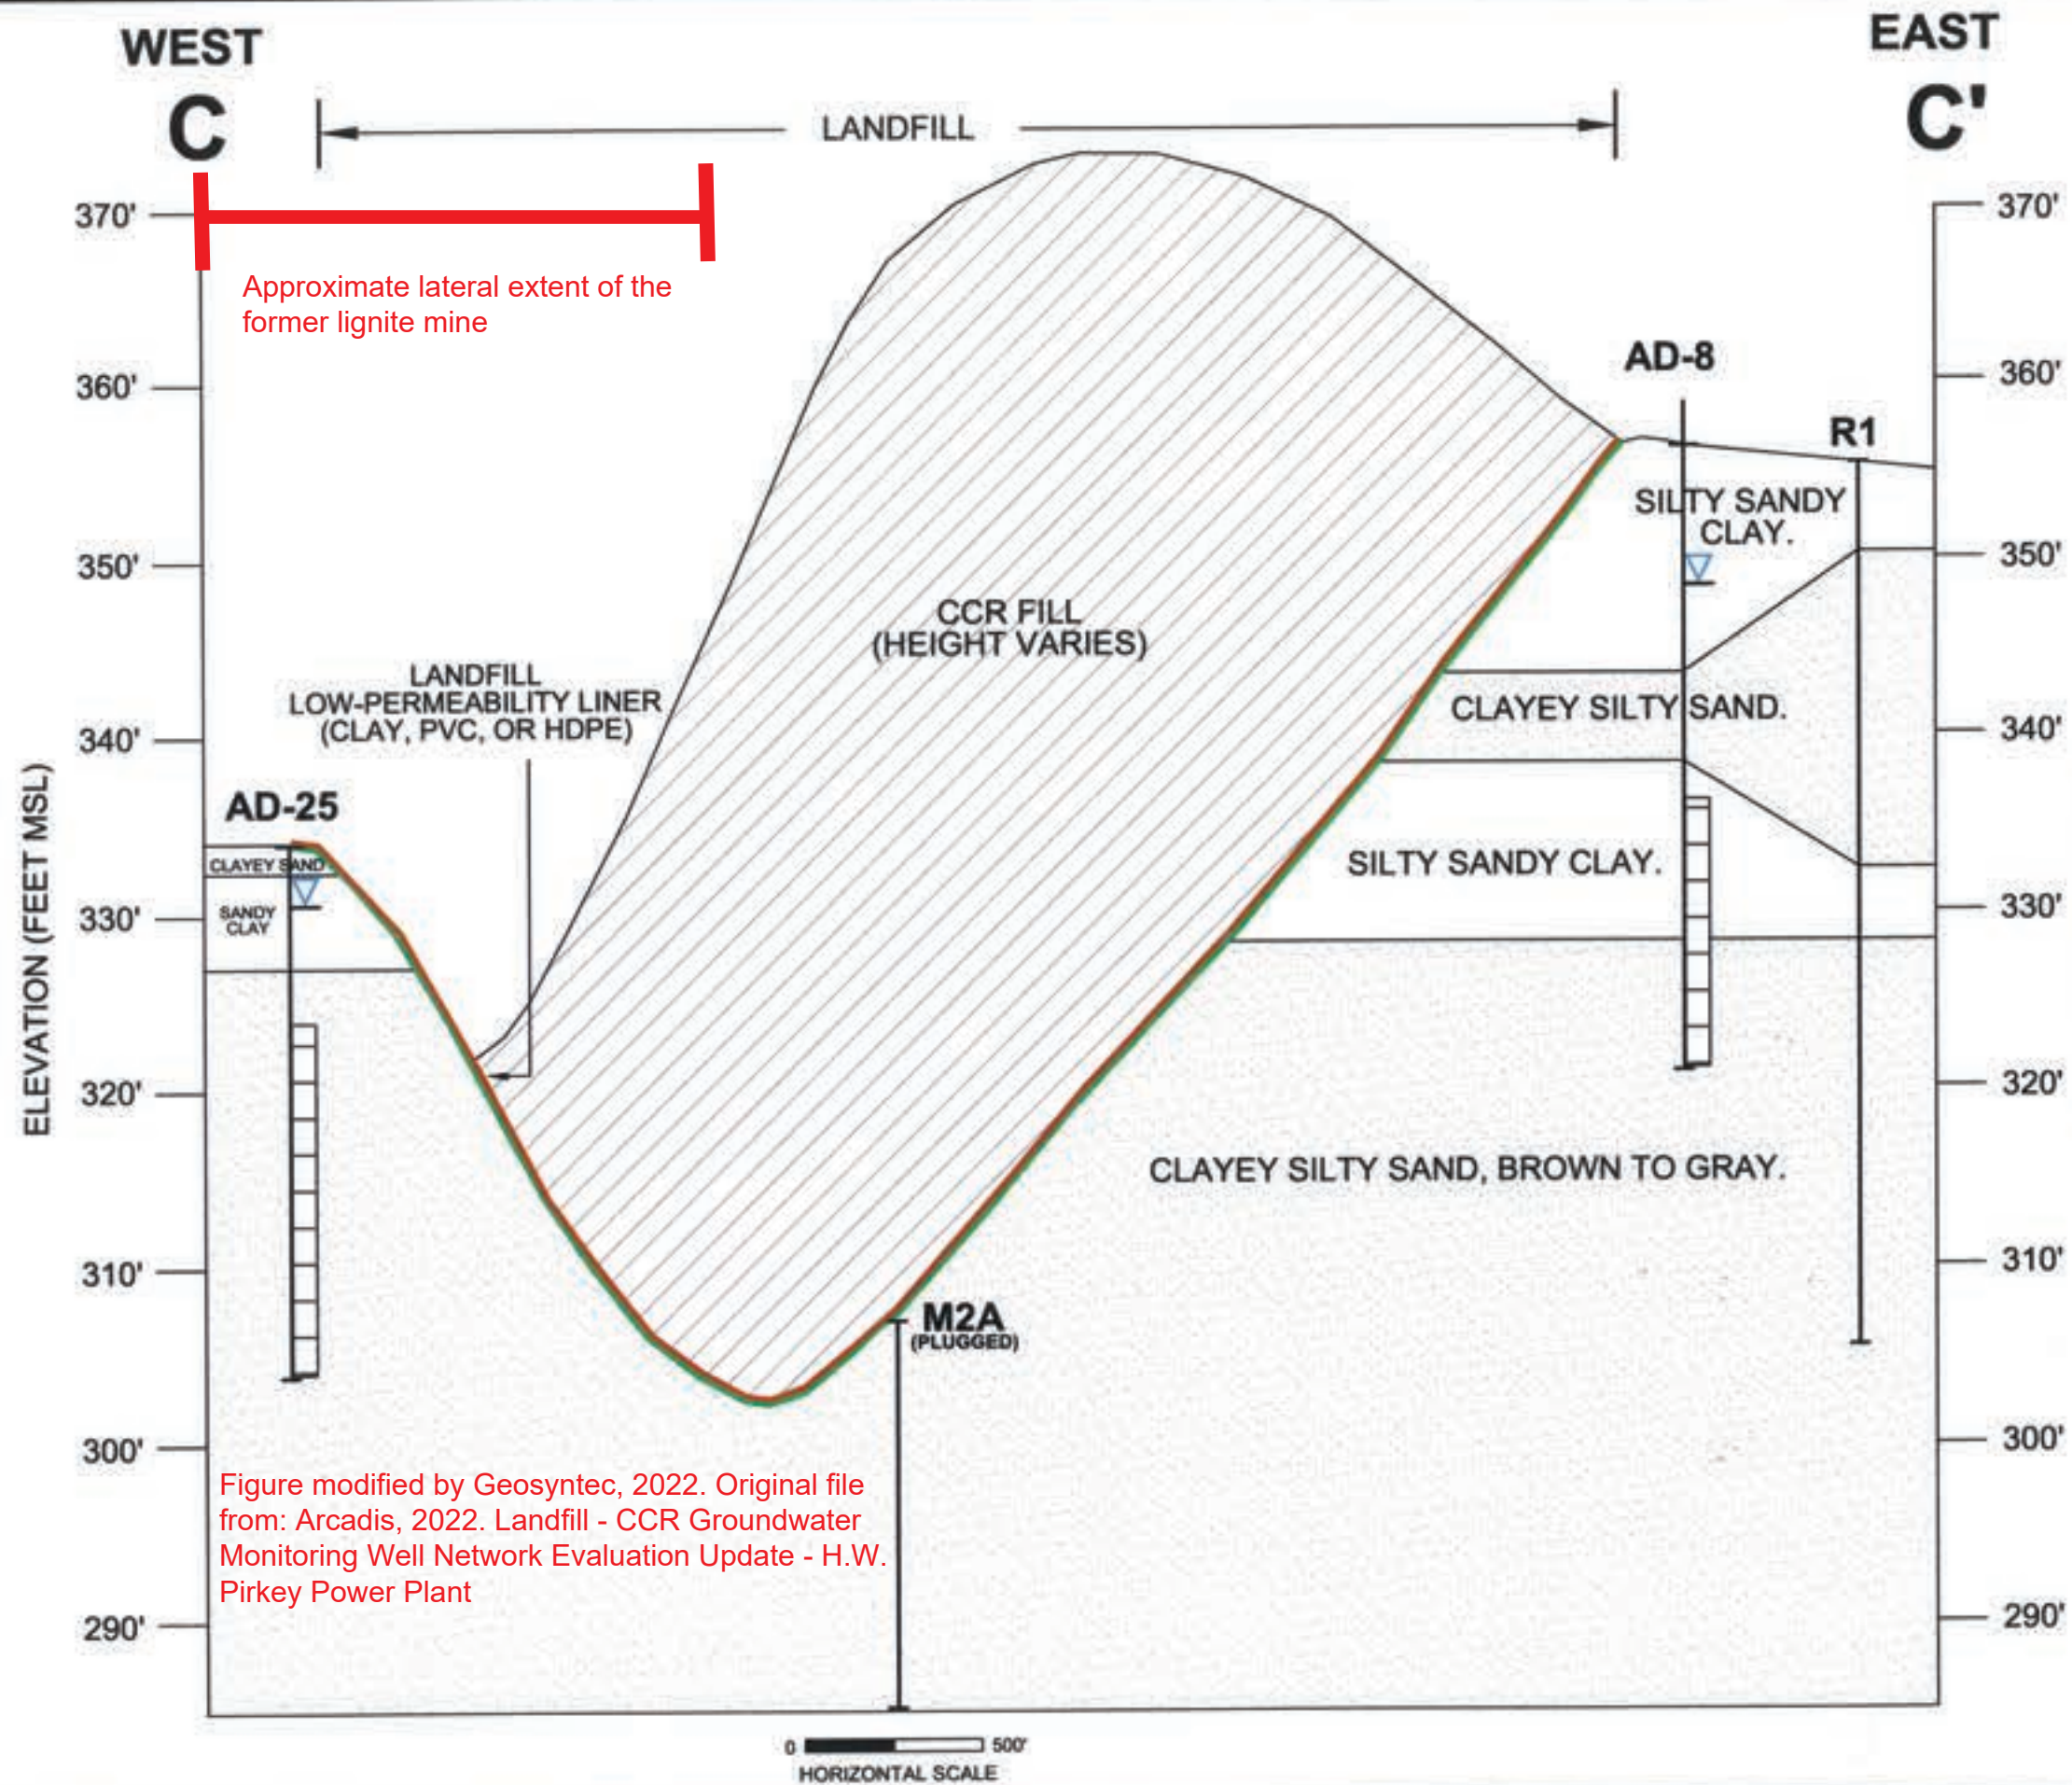 WEST
EAST
C
C'
LANDFILL
370'
370'
Approximate lateral extent of the
former lignite mine
360'
360'
AD-8
R1
SILTY SANDY
CLAY.
350'
350'
CCR FILL
(HEIGHT VARIES)
LANDFILL
LOW-PERMEABILITY LINER
(CLAY, PVC, OR HDPE)
CLAYEY SILTY SAND.
340'
340'
ELEVATION (FEET MSL)
AD-25
CLAYEY SAND
SILTY SANDY CLAY.
SANDY
CLAY
330'
330'
320'
320'
CLAYEY SILTY SAND, BROWN TO GRAY.
310'
310'
M2A
(PLUGGED)
300'
300'
Figure modified by Geosyntec, 2022. Original file
from: Arcadis, 2022. Landfill - CCR Groundwater
Monitoring Well Network Evaluation Update - H.W.
Pirkey Power Plant
290'
290'
0 500'
HORIZONTAL SCALE